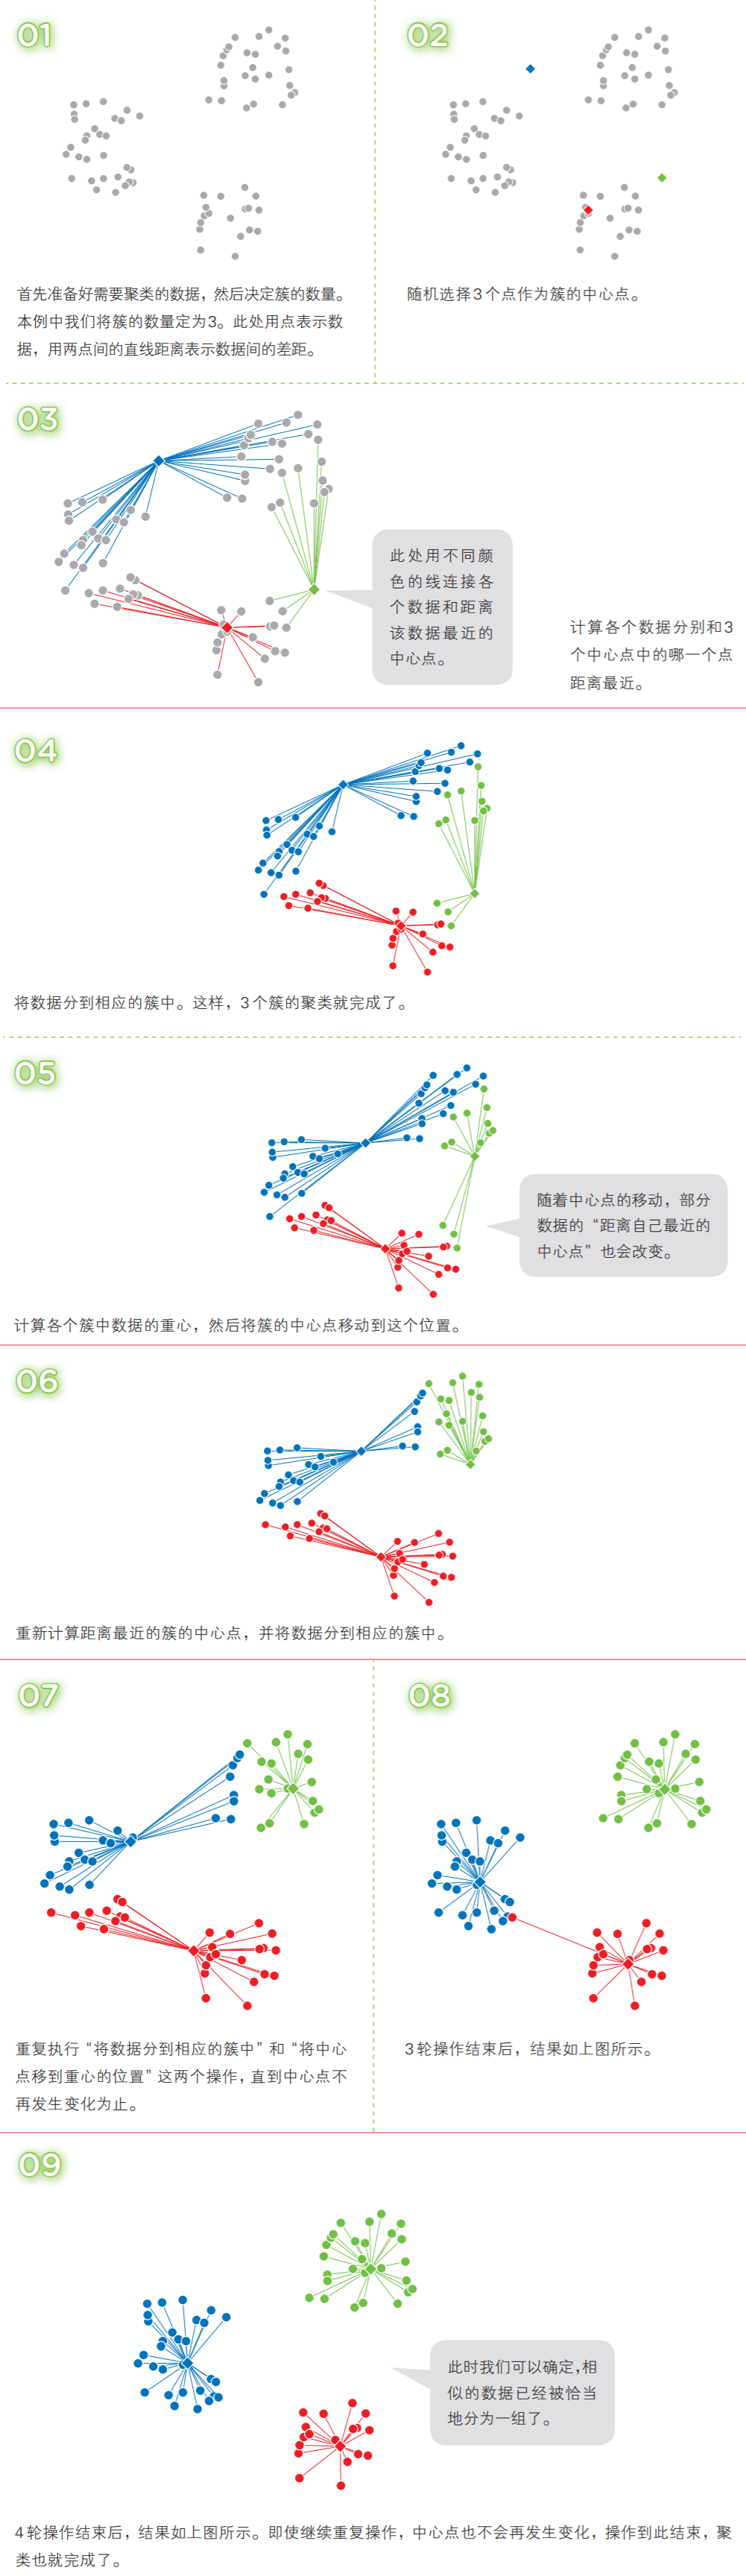 01
首先准备好需要聚类的数据，然后决定簇的数量。
本例中我们将簇的数量定为3。此处用点表示数
据，用两点间的直线距离表示数据间的差距。
02
随机选择3个点作为簇的中心点。
03
此处用不同颜
色的线连接各
个数据和距离
该数据最近的
中心点。
计算各个数据分别和3
个中心点中的哪一个点
距离最近。
04
将数据分到相应的簇中。这样，3个簇的聚类就完成了。
05
随着中心点的移动，部分
数据的“距离自己最近的
中心点”也会改变。
计算各个簇中数据的重心，然后将簇的中心点移动到这个位置。
06
重新计算距离最近的簇的中心点，并将数据分到相应的簇中。
07
重复执行“将数据分到相应的簇中”和“将中心
点移到重心的位置”这两个操作，直到中心点不
再发生变化为止。
08
3轮操作结束后，结果如上图所示。
09
此时我们可以确定，相
似的数据已经被恰当
地分为一组了。
4轮操作结束后，结果如上图所示。即使继续重复操作，中心点也不会再发生变化，操作到此结束，聚
类也就完成了。